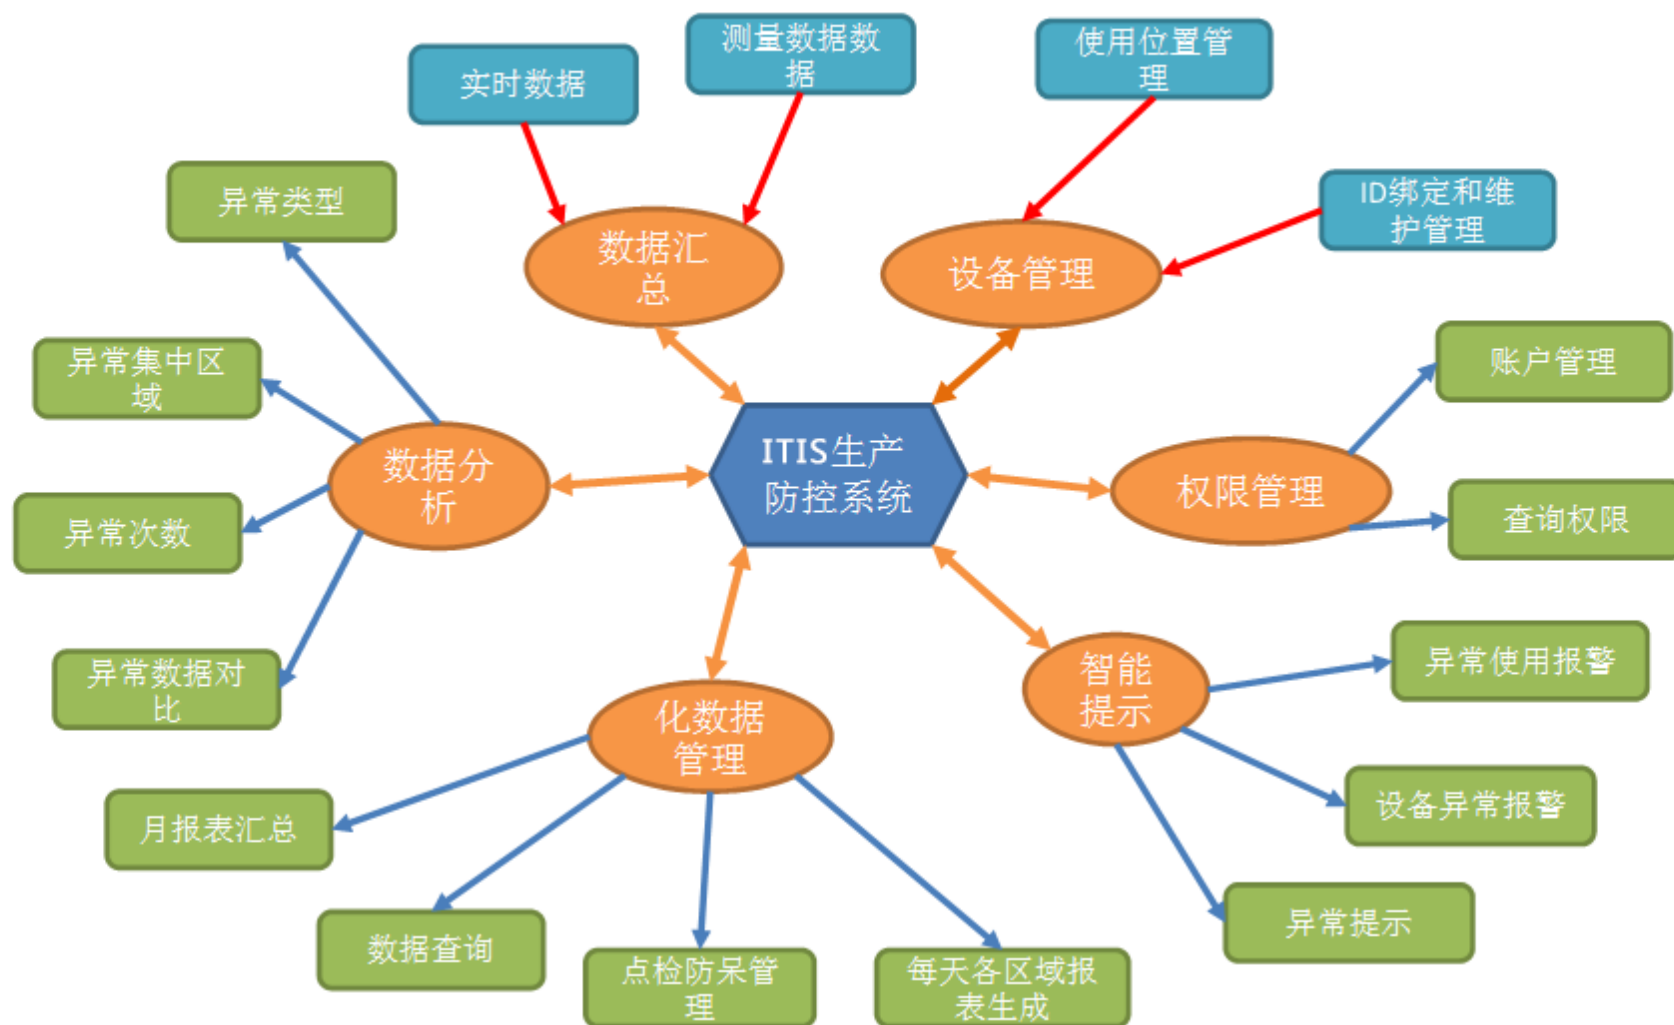 实时数据
测量数据数
据
使用位置管
理
ID绑定和维
护管理
异常类型
数据汇
总
设备管理
异常集中区
域
账户管理
数据分
析
ITIS生产
防控系统
权限管理
异常次数
查询权限
异常数据对
比
化数据
管理
智能
提示
异常使用报警
月报表汇总
设备异常报警
数据查询
点检防呆管
理
每天各区域报
表生成
异常提示